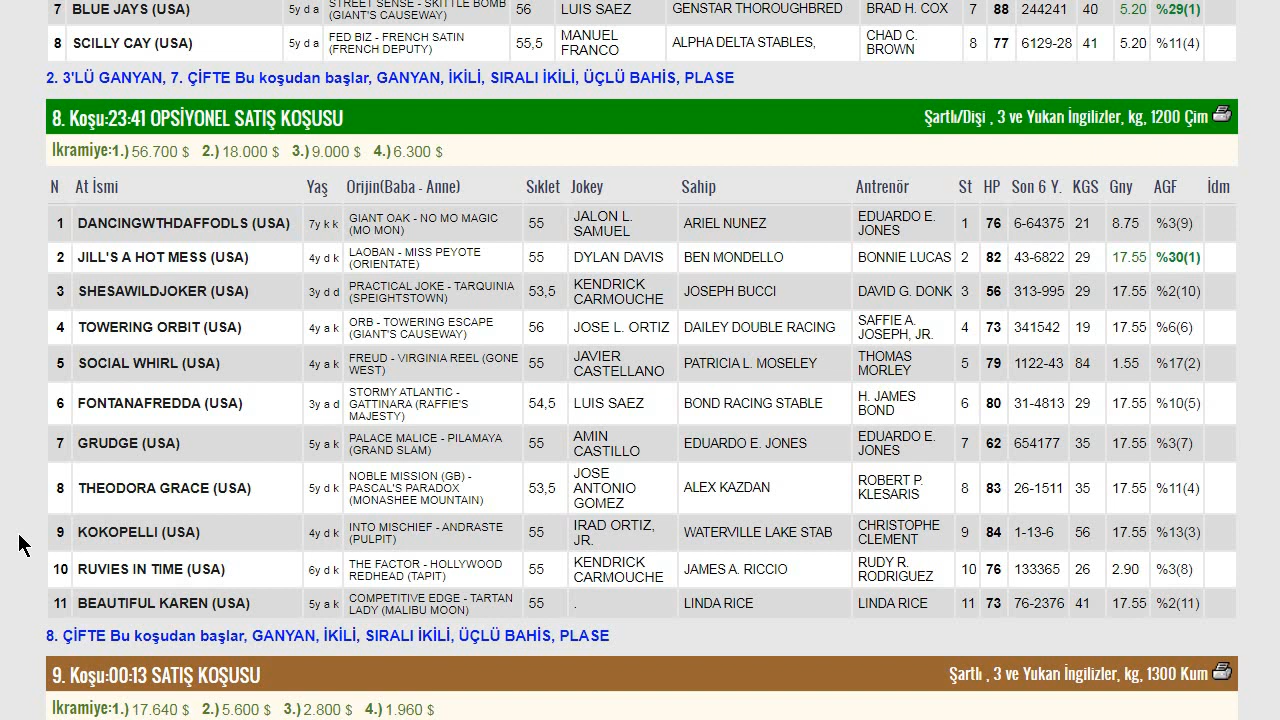 7 BLUE JAYS (USA) 5y d a STREET SENSE - SKITTLE BOMB (GIANT'S CAUSEWAY) 56 LUIS SAEZ GENSTAR THOROUGHBRED BRAD H. COX 7 88 244241 40 5.20 %29(1)
8 SCILLY CAY (USA) 5y d a FED BIZ - FRENCH SATIN (FRENCH DEPUTY) 55,5 MANUEL FRANCO ALPHA DELTA STABLES, CHAD C. BROWN 8 77 6129-28 41 5.20 %11(4)
2. 3'LÜ GANYAN, 7. ÇİFTE Bu koşudan başlar, GANYAN, İKİLİ, SIRALI İKİLİ, ÜÇLÜ BAHİS, PLASE
8. Koşu:23:41 OPSİYONEL SATIŞ KOŞUSU Şartlı/Dişi , 3 ve Yukarı İngilizler, kg, 1200 Çim
Ikramiye:1.) 56.700 $ 2.) 18.000 $ 3.) 9.000 $ 4.) 6.300 $
N At İsmi Yaş Orijin(Baba - Anne) Sıklet Jokey Sahip Antrenör St HP Son 6 Y. KGS Gny AGF İdm
1 DANCINGWTHDAFFODLS (USA) 7y k k GIANT OAK - NO MO MAGIC (MO MON) 55 JALON L. SAMUEL ARIEL NUNEZ EDUARDO E. JONES 1 76 6-64375 21 8.75 %3(9)
2 JILL'S A HOT MESS (USA) 4y d k LAOBAN - MISS PEYOTE (ORIENTATE) 55 DYLAN DAVIS BEN MONDELLO BONNIE LUCAS 2 82 43-6822 29 17.55 %30(1)
3 SHESAWILDJOKER (USA) 3y d d PRACTICAL JOKE - TARQUINIA (SPEIGHTSTOWN) 53,5 KENDRICK CARMOUCHE JOSEPH BUCCI DAVID G. DONK 3 56 313-995 29 17.55 %2(10)
4 TOWERING ORBIT (USA) 4y a k ORB - TOWERING ESCAPE (GIANT'S CAUSEWAY) 56 JOSE L. ORTIZ DAILEY DOUBLE RACING SAFFIE A. JOSEPH, JR. 4 73 341542 19 17.55 %6(6)
5 SOCIAL WHIRL (USA) 4y a k FREUD - VIRGINIA REEL (GONE WEST) 55 JAVIER CASTELLANO PATRICIA L. MOSELEY THOMAS MORLEY 5 79 1122-43 84 1.55 %17(2)
6 FONTANAFREDDA (USA) 3y a d STORMY ATLANTIC - GATTINARA (RAFFIE'S MAJESTY) 54,5 LUIS SAEZ BOND RACING STABLE H. JAMES BOND 6 80 31-4813 29 17.55 %10(5)
7 GRUDGE (USA) 5y a k PALACE MALICE - PILAMAYA (GRAND SLAM) 55 AMIN CASTILLO EDUARDO E. JONES EDUARDO E. JONES 7 62 654177 35 17.55 %3(7)
8 THEODORA GRACE (USA) 5y d k NOBLE MISSION (GB) - PASCAL'S PARADOX (MONASHEE MOUNTAIN) 53,5 JOSE ANTONIO GOMEZ ALEX KAZDAN ROBERT P. KLESARIS 8 83 26-1511 35 17.55 %11(4)
9 KOKOPELLI (USA) 4y d k INTO MISCHIEF - ANDRASTE (PULPIT) 55 IRAD ORTIZ, JR. WATERVILLE LAKE STAB CHRISTOPHE CLEMENT 9 84 1-13-6 56 17.55 %13(3)
10 RUVIES IN TIME (USA) 6y d k THE FACTOR - HOLLYWOOD REDHEAD (TAPIT) 55 KENDRICK CARMOUCHE JAMES A. RICCIO RUDY R. RODRIGUEZ 10 76 133365 26 2.90 %3(8)
11 BEAUTIFUL KAREN (USA) 5y a k COMPETITIVE EDGE - TARTAN LADY (MALIBU MOON) 55 . LINDA RICE LINDA RICE 11 73 76-2376 41 17.55 %2(11)
8. ÇİFTE Bu koşudan başlar, GANYAN, İKİLİ, SIRALI İKİLİ, ÜÇLÜ BAHİS, PLASE
9. Koşu:00:13 SATIŞ KOŞUSU Şartlı , 3 ve Yukarı İngilizler, kg, 1300 Kum
Ikramiye:1.) 17.640 $ 2.) 5.600 $ 3.) 2.800 $ 4.) 1.960 $